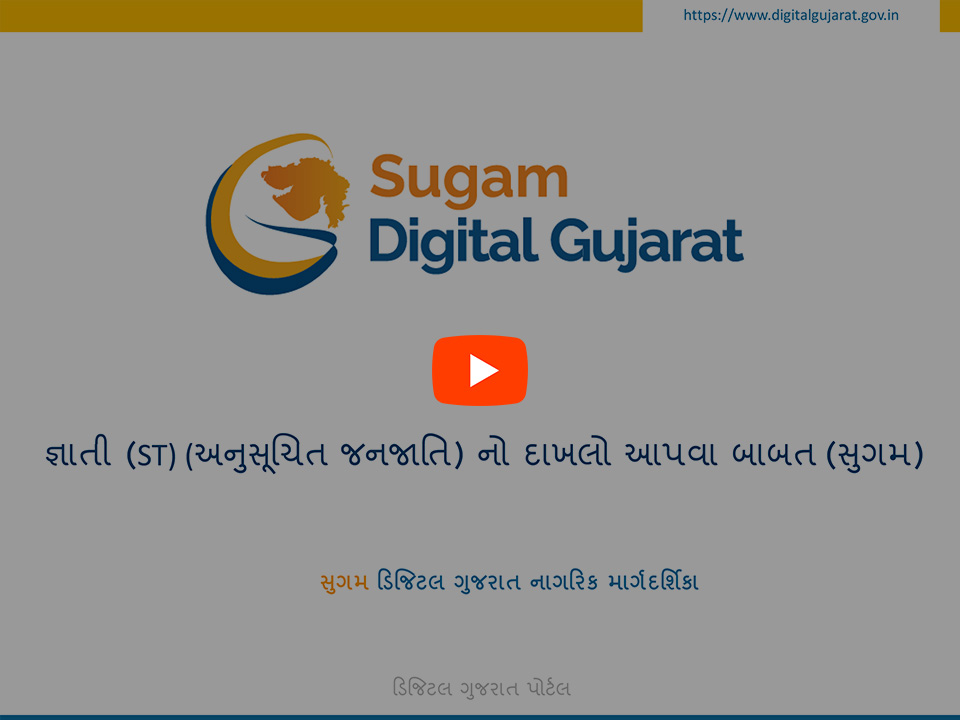 https://www.digitalgujarat.gov.in
Sugam
Digital Gujarat
જ્ઞાતી (ST) (અનુસૂચિત જનજાતિ) નો દાખલો આપવા બાબત (સુગમ)
સુગમ ડિજિટલ ગુજરાત નાગરિક માર્ગદર્શિકા
ડિજિટલ ગુજરાત પોર્ટલ